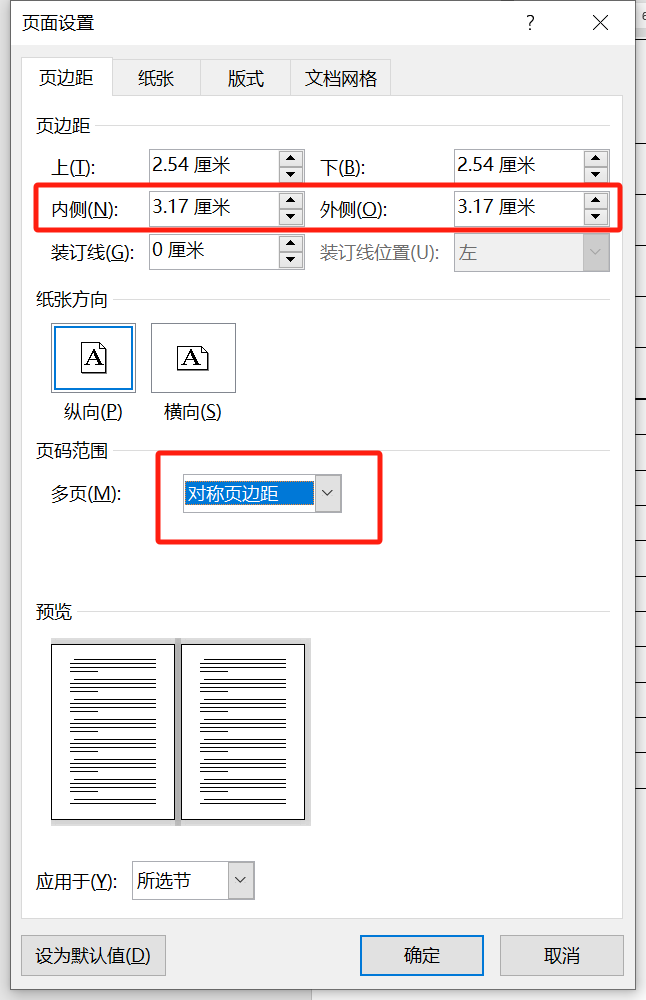 页面设置 ?
页边距 纸张 版式 文档网格
页边距
上(T): 2.54 厘米 下(B): 2.54 厘米
内侧(N): 3.17 厘米 外侧(O): 3.17 厘米
装订线(G): 0 厘米 装订线位置(U): 左
纸张方向
A A
纵向(P) 横向(S)
页码范围
多页(M): 对称页边距
预览
应用于(Y): 所选节
设为默认值(D) 确定 取消